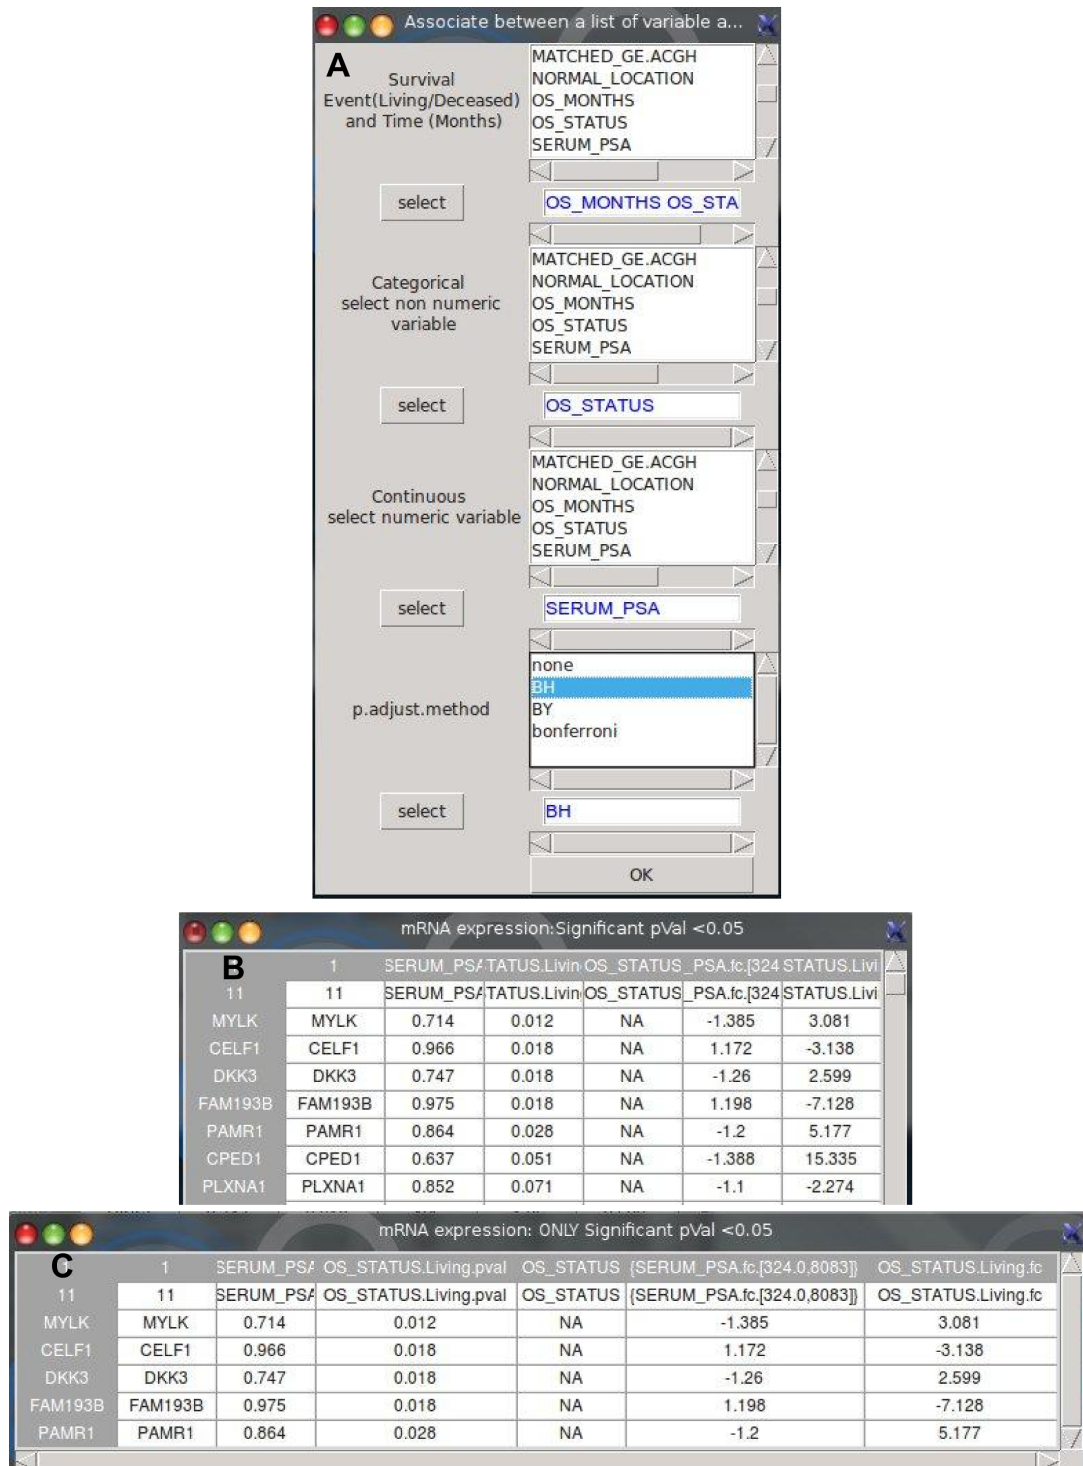 Associate between a list of variable a...
A
Survival
Event(Living/Deceased)
and Time (Months)
MATCHED_GE.ACGH
NORMAL_LOCATION
OS_MONTHS
OS_STATUS
SERUM_PSA
select
OS_MONTHS OS_STA
Categorical
select non numeric
variable
MATCHED_GE.ACGH
NORMAL_LOCATION
OS_MONTHS
OS_STATUS
SERUM_PSA
select
OS_STATUS
Continuous
select numeric variable
MATCHED_GE.ACGH
NORMAL_LOCATION
OS_MONTHS
OS_STATUS
SERUM_PSA
select
SERUM_PSA
p.adjust.method
none
BH
BY
bonferroni
select
BH
OK
mRNA expression:Significant pVal <0.05
B
1 SERUM_PSA TATUS.Livin OS_STATUS _PSA.fc.[324 STATUS.Livi
11 11 SERUM_PSA TATUS.Livin OS_STATUS _PSA.fc.[324 STATUS.Livi
MYLK MYLK 0.714 0.012 NA -1.385 3.081
CELF1 CELF1 0.966 0.018 NA 1.172 -3.138
DKK3 DKK3 0.747 0.018 NA -1.26 2.599
FAM193B FAM193B 0.975 0.018 NA 1.198 -7.128
PAMR1 PAMR1 0.864 0.028 NA -1.2 5.177
CPED1 CPED1 0.637 0.051 NA -1.388 15.335
PLXNA1 PLXNA1 0.852 0.071 NA -1.1 -2.274
mRNA expression: ONLY Significant pVal <0.05
C
1 SERUM_PSA OS_STATUS.Living.pval OS_STATUS {SERUM_PSA.fc.[324.0,8083]} OS_STATUS.Living.fc
11 11 SERUM_PSA OS_STATUS.Living.pval OS_STATUS {SERUM_PSA.fc.[324.0,8083]} OS_STATUS.Living.fc
MYLK MYLK 0.714 0.012 NA -1.385 3.081
CELF1 CELF1 0.966 0.018 NA 1.172 -3.138
DKK3 DKK3 0.747 0.018 NA -1.26 2.599
FAM193B FAM193B 0.975 0.018 NA 1.198 -7.128
PAMR1 PAMR1 0.864 0.028 NA -1.2 5.177